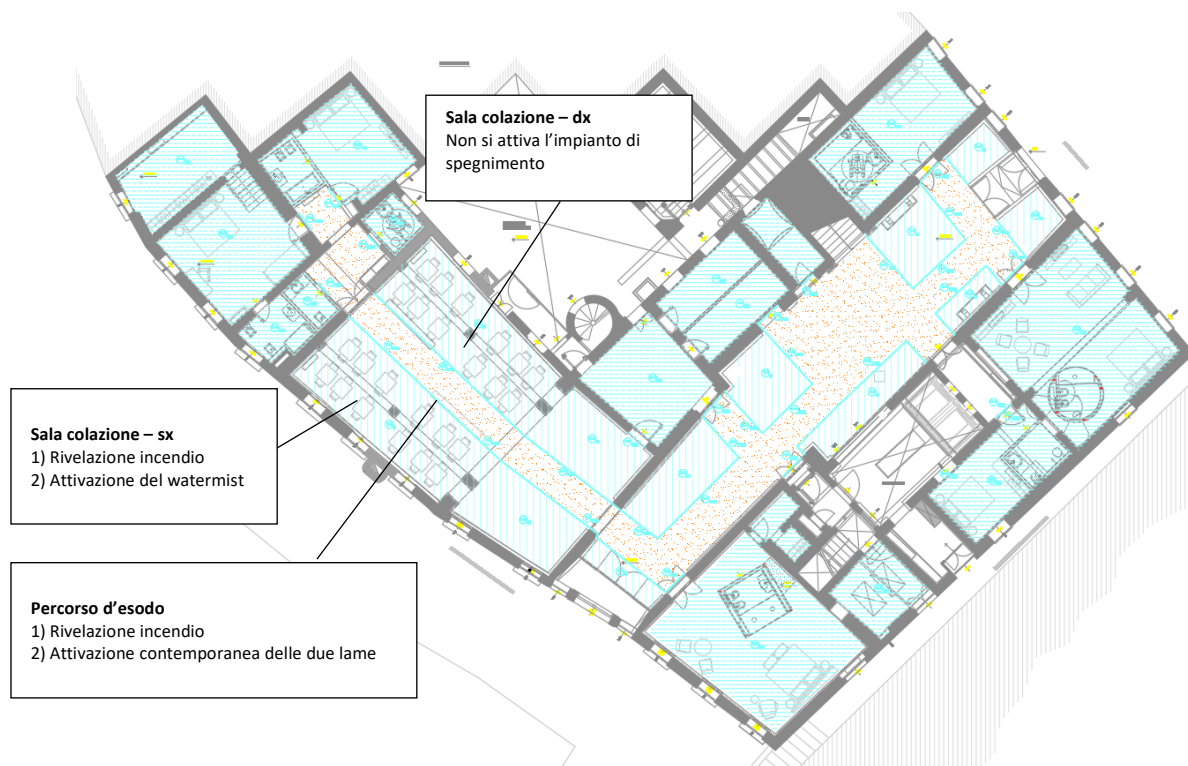 Sala colazione – dx
Non si attiva l’impianto di
spegnimento
Sala colazione – sx
1) Rivelazione incendio
2) Attivazione del watermist
Percorso d’esodo
1) Rivelazione incendio
2) Attivazione contemporanea delle due lame